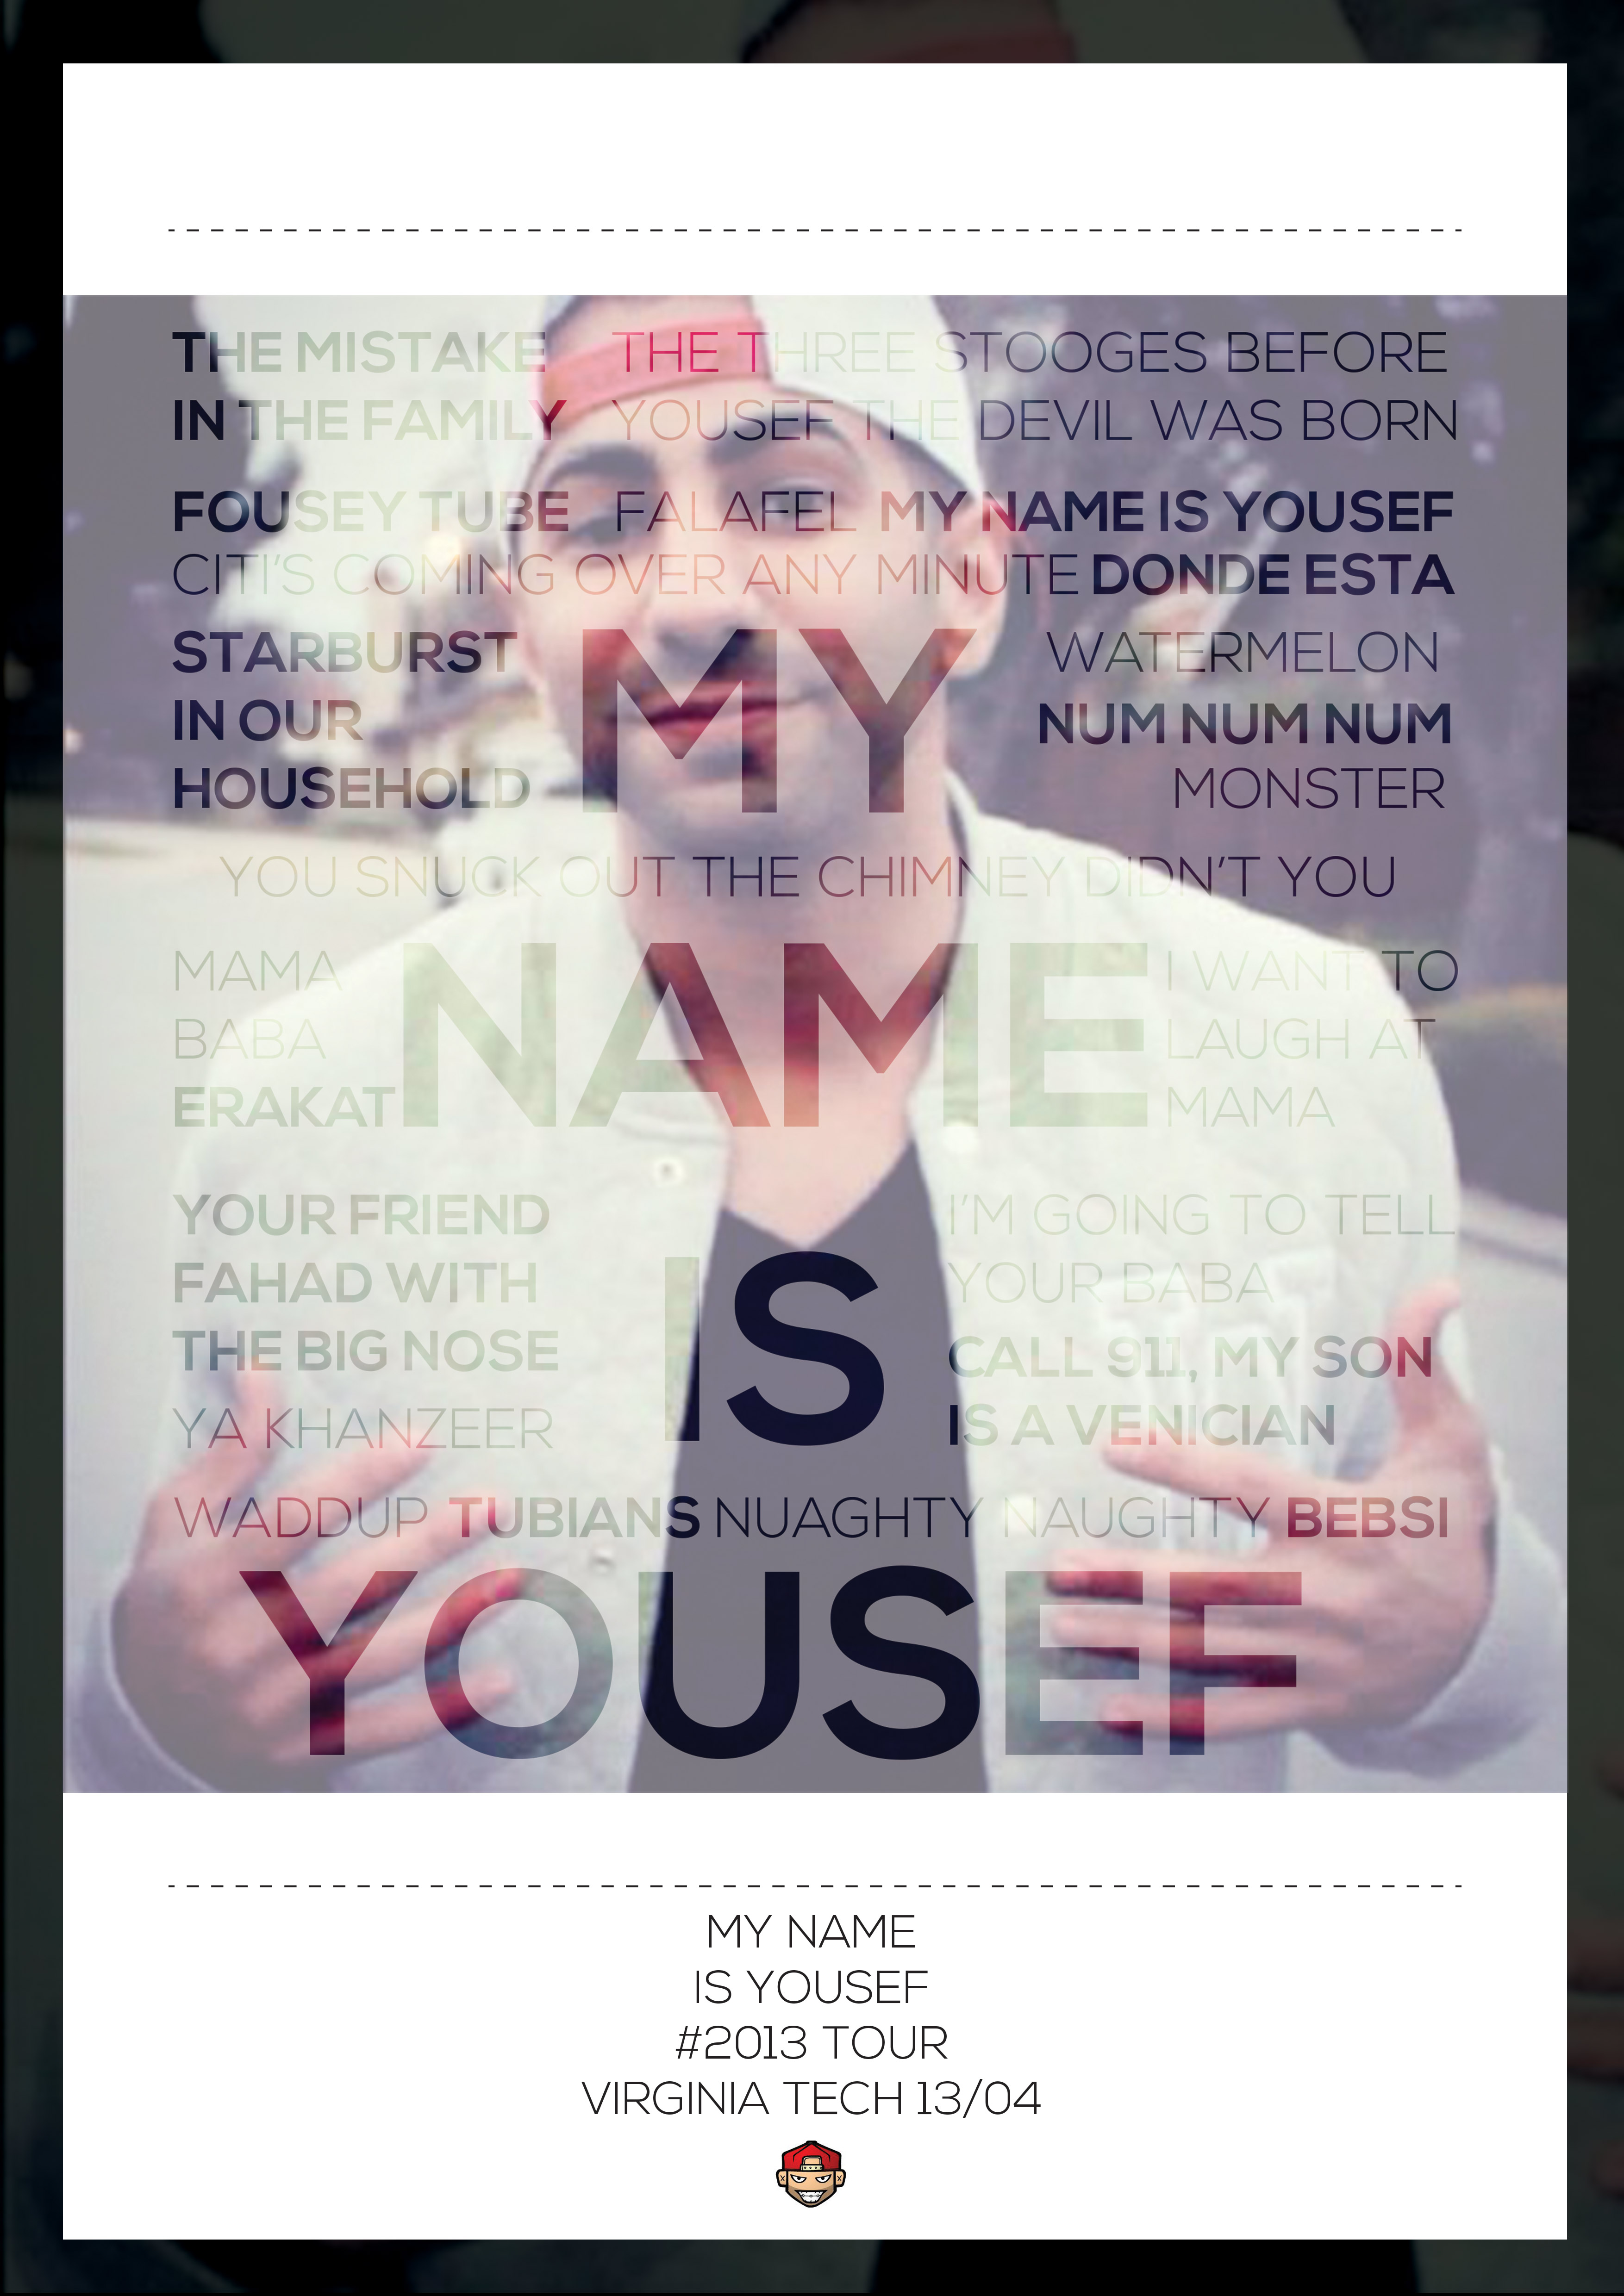 THE MISTAKE THE THREE STOOGES BEFORE
IN THE FAMILY YOUSEF THE DEVIL WAS BORN
FOUSEY TUBE FALAFEL MY NAME IS YOUSEF
CITI'S COMING OVER ANY MINUTE DONDE ESTA
STARBURST
IN OUR
HOUSEHOLD
MY
WATERMELON
NUM NUM NUM
MONSTER
YOU SNUCK OUT THE CHIMNEY DIDN'T YOU
MAMA
BABA
ERAKAT
NAME
I WANT TO
LAUGH AT
MAMA
YOUR FRIEND
FAHAD WITH
THE BIG NOSE
YA KHANZEER
IS
I'M GOING TO TELL
YOUR BABA
CALL 911, MY SON
IS A VENICIAN
WADDUP TUBIANS NUAGHTY NAUGHTY BEBSI
YOUSEF
MY NAME
IS YOUSEF
#2013 TOUR
VIRGINIA TECH 13/04